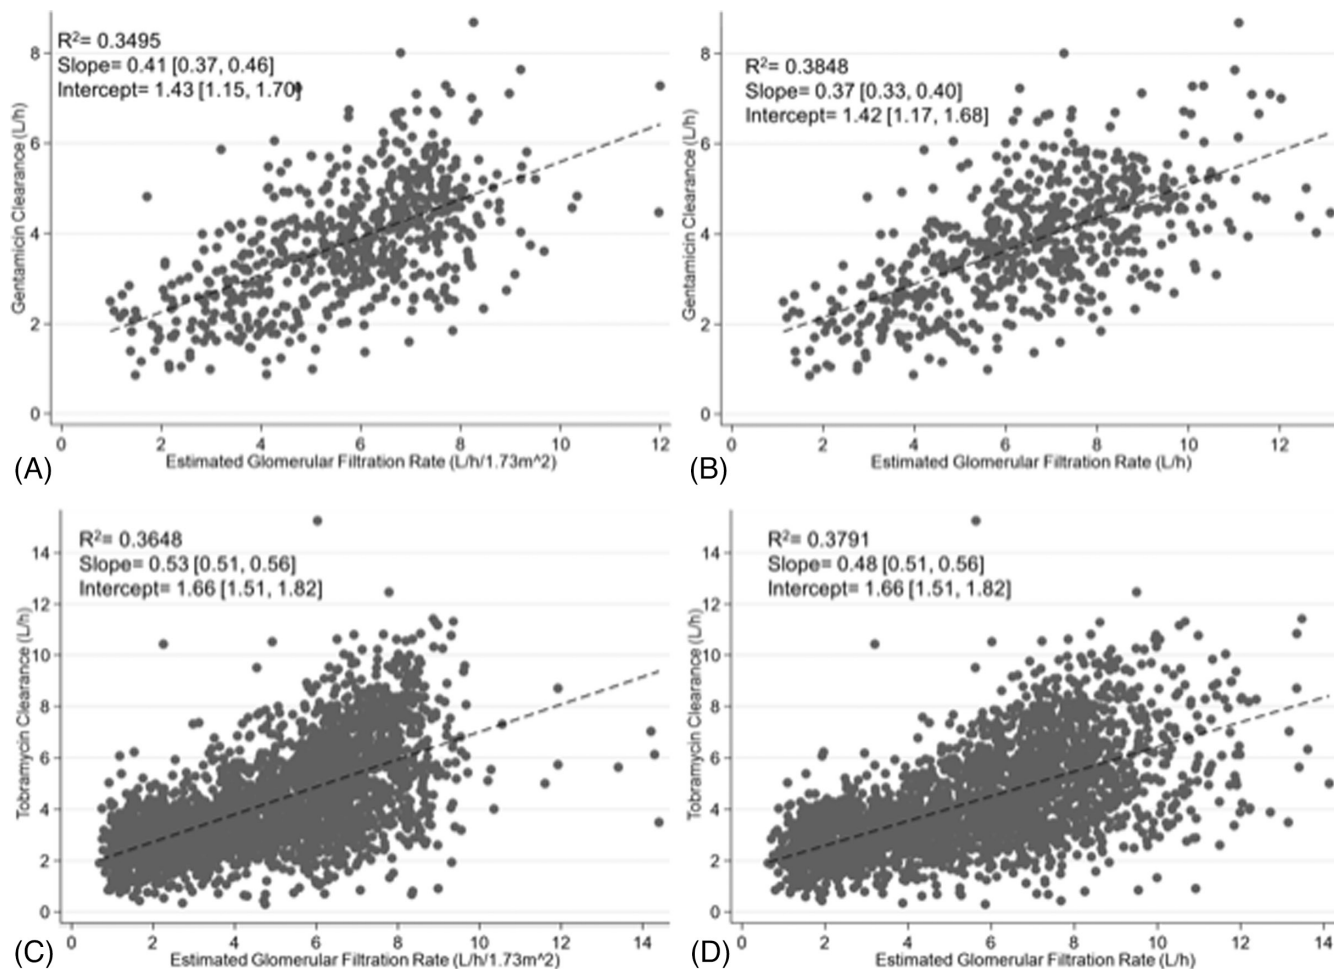 R²= 0.3495
Slope= 0.41 [0.37, 0.46]
Intercept= 1.43 [1.15, 1.70]
Gentamicin Clearance (L/h)
8
6
4
2
0
0 2 4 6 8 10 12
Estimated Glomerular Filtration Rate (L/h/1.73m^2)
(A)
R²= 0.3848
Slope= 0.37 [0.33, 0.40]
Intercept= 1.42 [1.17, 1.68]
Gentamicin Clearance (L/h)
8
6
4
2
0
0 2 4 6 8 10 12
Estimated Glomerular Filtration Rate (L/h)
(B)
R²= 0.3648
Slope= 0.53 [0.51, 0.56]
Intercept= 1.66 [1.51, 1.82]
Tobramycin Clearance (L/h)
14
12
10
8
6
4
2
0
0 2 4 6 8 10 12 14
Estimated Glomerular Filtration Rate (L/h/1.73m^2)
(C)
R²= 0.3791
Slope= 0.48 [0.51, 0.56]
Intercept= 1.66 [1.51, 1.82]
Tobramycin Clearance (L/h)
14
12
10
8
6
4
2
0
0 2 4 6 8 10 12 14
Estimated Glomerular Filtration Rate (L/h)
(D)